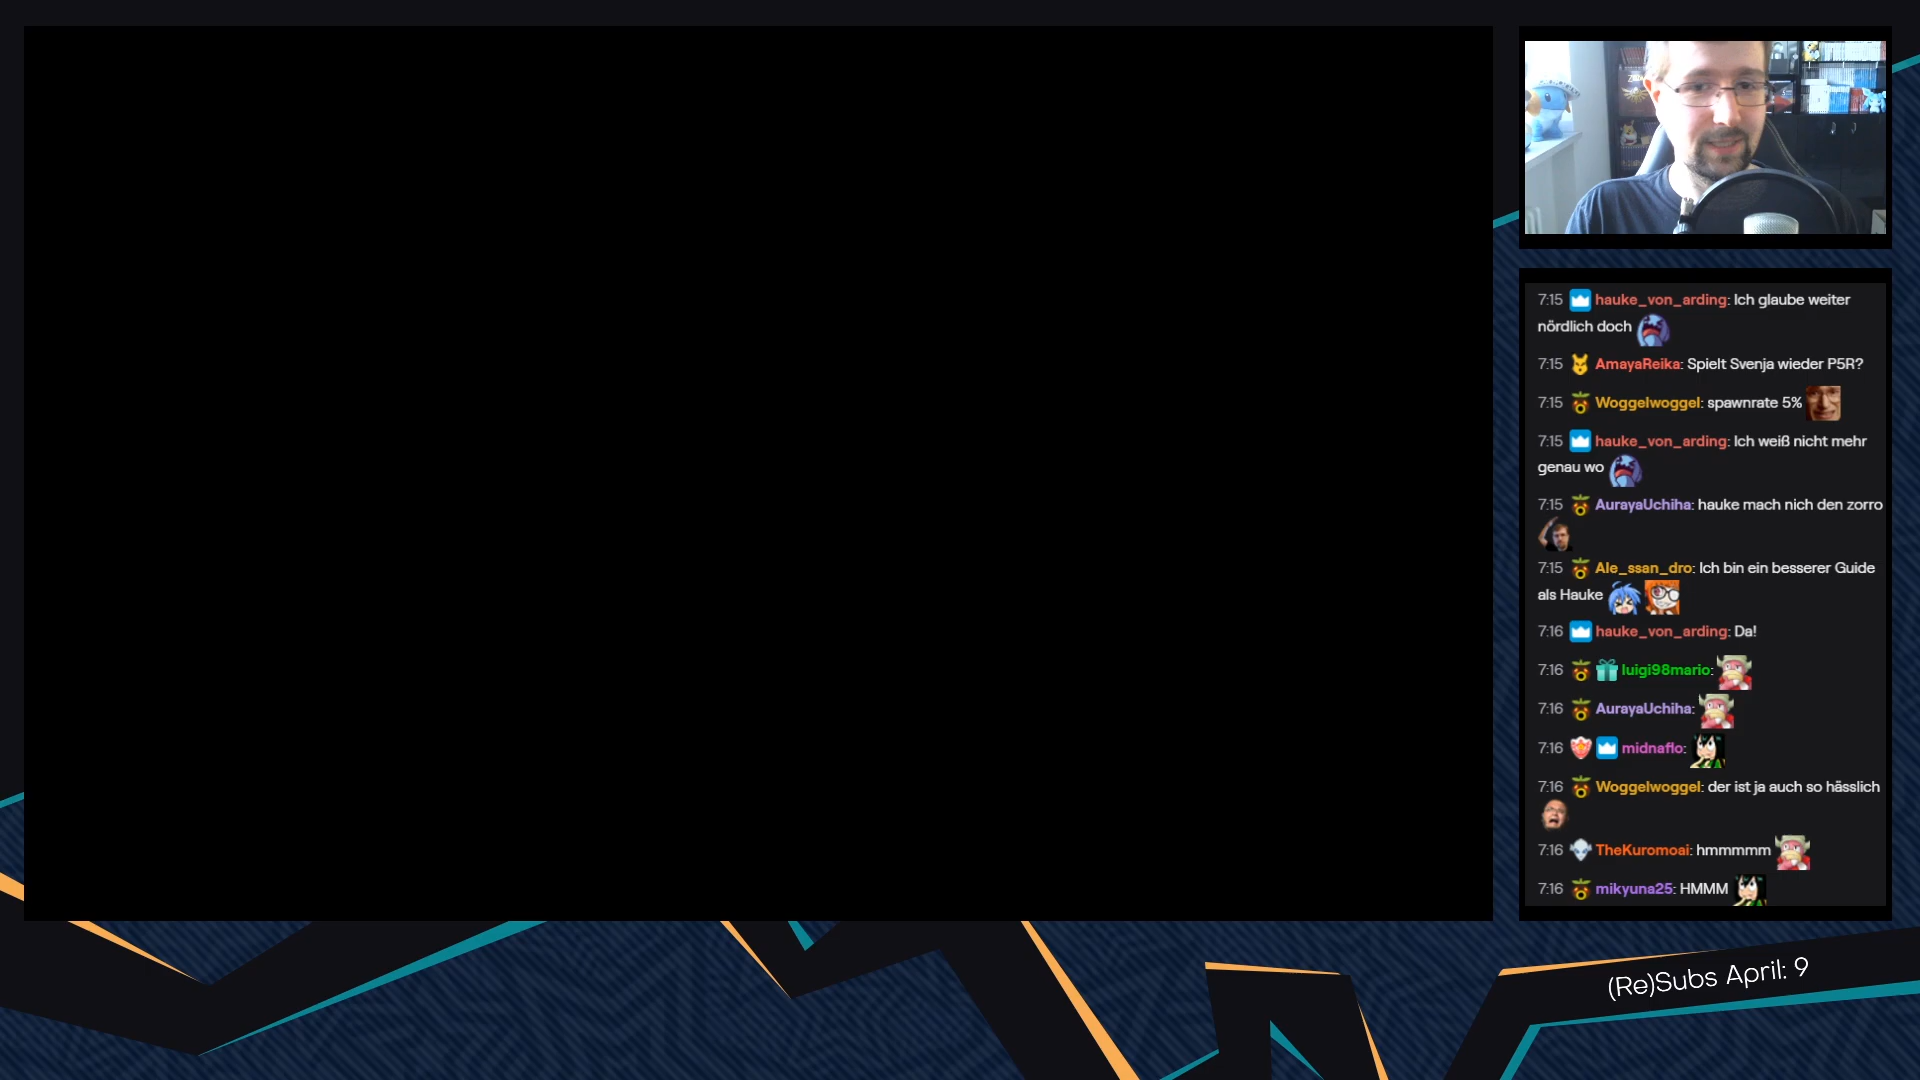 7:15 hauke_von_arding: Ich glaube weiter
nördlich doch
7:15 AmayaReika: Spielt Svenja wieder P5R?
7:15 Woggelwoggel: spawnrate 5%
7:15 hauke_von_arding: Ich weiß nicht mehr
genau wo
7:15 AurayaUchiha: hauke mach nich den zorro
7:15 Ale_ssan_dro: Ich bin ein besserer Guide
als Hauke
7:16 hauke_von_arding: Da!
7:16 luigi98mario:
7:16 AurayaUchiha:
7:16 midnaflo:
7:16 Woggelwoggel: der ist ja auch so hässlich
7:16 TheKuromoai: hmmmmm
7:16 mikyuna25: HMMM
(Re)Subs April: 9